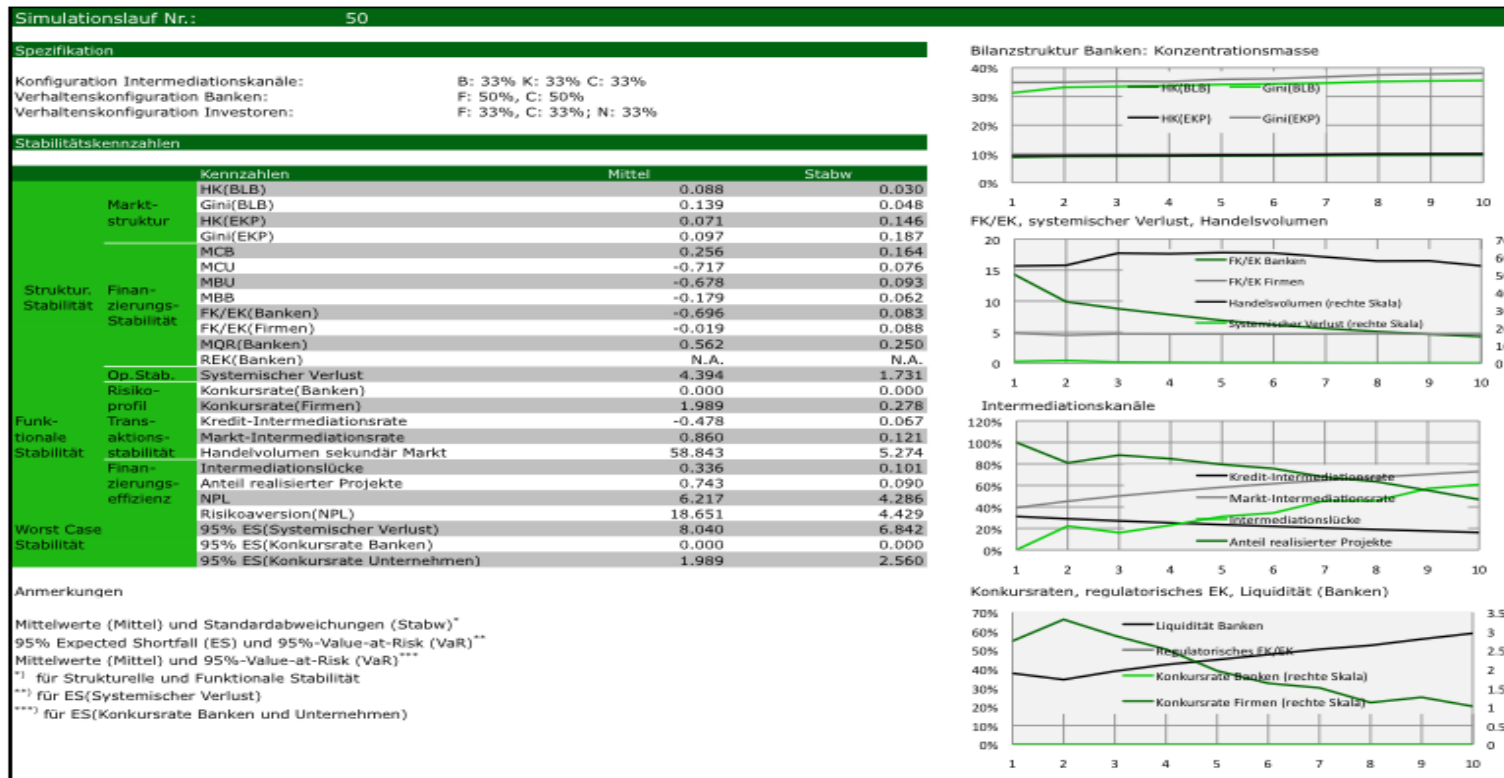 Simulationslauf Nr.: 50
Spezifikation
Konfiguration Intermediationskanäle: B: 33% K: 33% C: 33%
Verhaltenskonfiguration Banken: F: 50%, C: 50%
Verhaltenskonfiguration Investoren: F: 33%, C: 33%; N: 33%
Stabilitätskennzahlen
Kennzahlen Mittel Stabw
HK(BLB) 0.088 0.030
Markt- Gini(BLB) 0.139 0.048
struktur HK(EKP) 0.071 0.146
Gini(EKP) 0.097 0.187
MCB 0.256 0.164
MCU -0.717 0.076
Struktur. Finan- MBU -0.678 0.093
Stabilität zierungs- MBB -0.179 0.062
Stabilität FK/EK(Banken) -0.696 0.083
FK/EK(Firmen) -0.019 0.088
MQR(Banken) 0.562 0.250
REK(Banken) N.A. N.A.
Op.Stab. Systemischer Verlust 4.394 1.731
Risiko- Konkursrate(Banken) 0.000 0.000
profil Konkursrate(Firmen) 1.989 0.278
Funk- Trans- Kredit-Intermediationsrate -0.478 0.067
tionale aktions- Markt-Intermediationsrate 0.860 0.121
Stabilität stabilität Handelvolumen sekundär Markt 58.843 5.274
Finan- Intermediationslücke 0.336 0.101
zierungs- Anteil realisierter Projekte 0.743 0.090
effizienz NPL 6.217 4.286
Risikoaversion(NPL) 18.651 4.429
Worst Case 95% ES(Systemischer Verlust) 8.040 6.842
Stabilität 95% ES(Konkursrate Banken) 0.000 0.000
95% ES(Konkursrate Unternehmen) 1.989 2.560
Anmerkungen
Mittelwerte (Mittel) und Standardabweichungen (Stabw)*
95% Expected Shortfall (ES) und 95%-Value-at-Risk (VaR)**
Mittelwerte (Mittel) und 95%-Value-at-Risk (VaR)***
*) für Strukturelle und Funktionale Stabilität
**) für ES(Systemischer Verlust)
***) für ES(Konkursrate Banken und Unternehmen)
Bilanzstruktur Banken: Konzentrationsmasse
40%
30%
20%
10%
0%
HK(BLB) Gini(BLB)
HK(EKP) Gini(EKP)
1 2 3 4 5 6 7 8 9 10
FK/EK, systemischer Verlust, Handelsvolumen
20
15
10
5
0
FK/EK Banken
FK/EK Firmen
Handelsvolumen (rechte Skala)
Systemischer Verlust (rechte Skala)
1 2 3 4 5 6 7 8 9 10
Intermediationskanäle
120%
100%
80%
60%
40%
20%
0%
Kredit-Intermediationsrate
Markt-Intermediationsrate
Intermediationslücke
Anteil realisierter Projekte
1 2 3 4 5 6 7 8 9 10
Konkursraten, regulatorisches EK, Liquidität (Banken)
70% 3.5
60% 3
50% 2.5
40% 2
30% 1.5
20% 1
10% 0.5
0% 0
Liquidität Banken
Regulatorisches EK/EK
Konkursrate Banken (rechte Skala)
Konkursrate Firmen (rechte Skala)
1 2 3 4 5 6 7 8 9 10